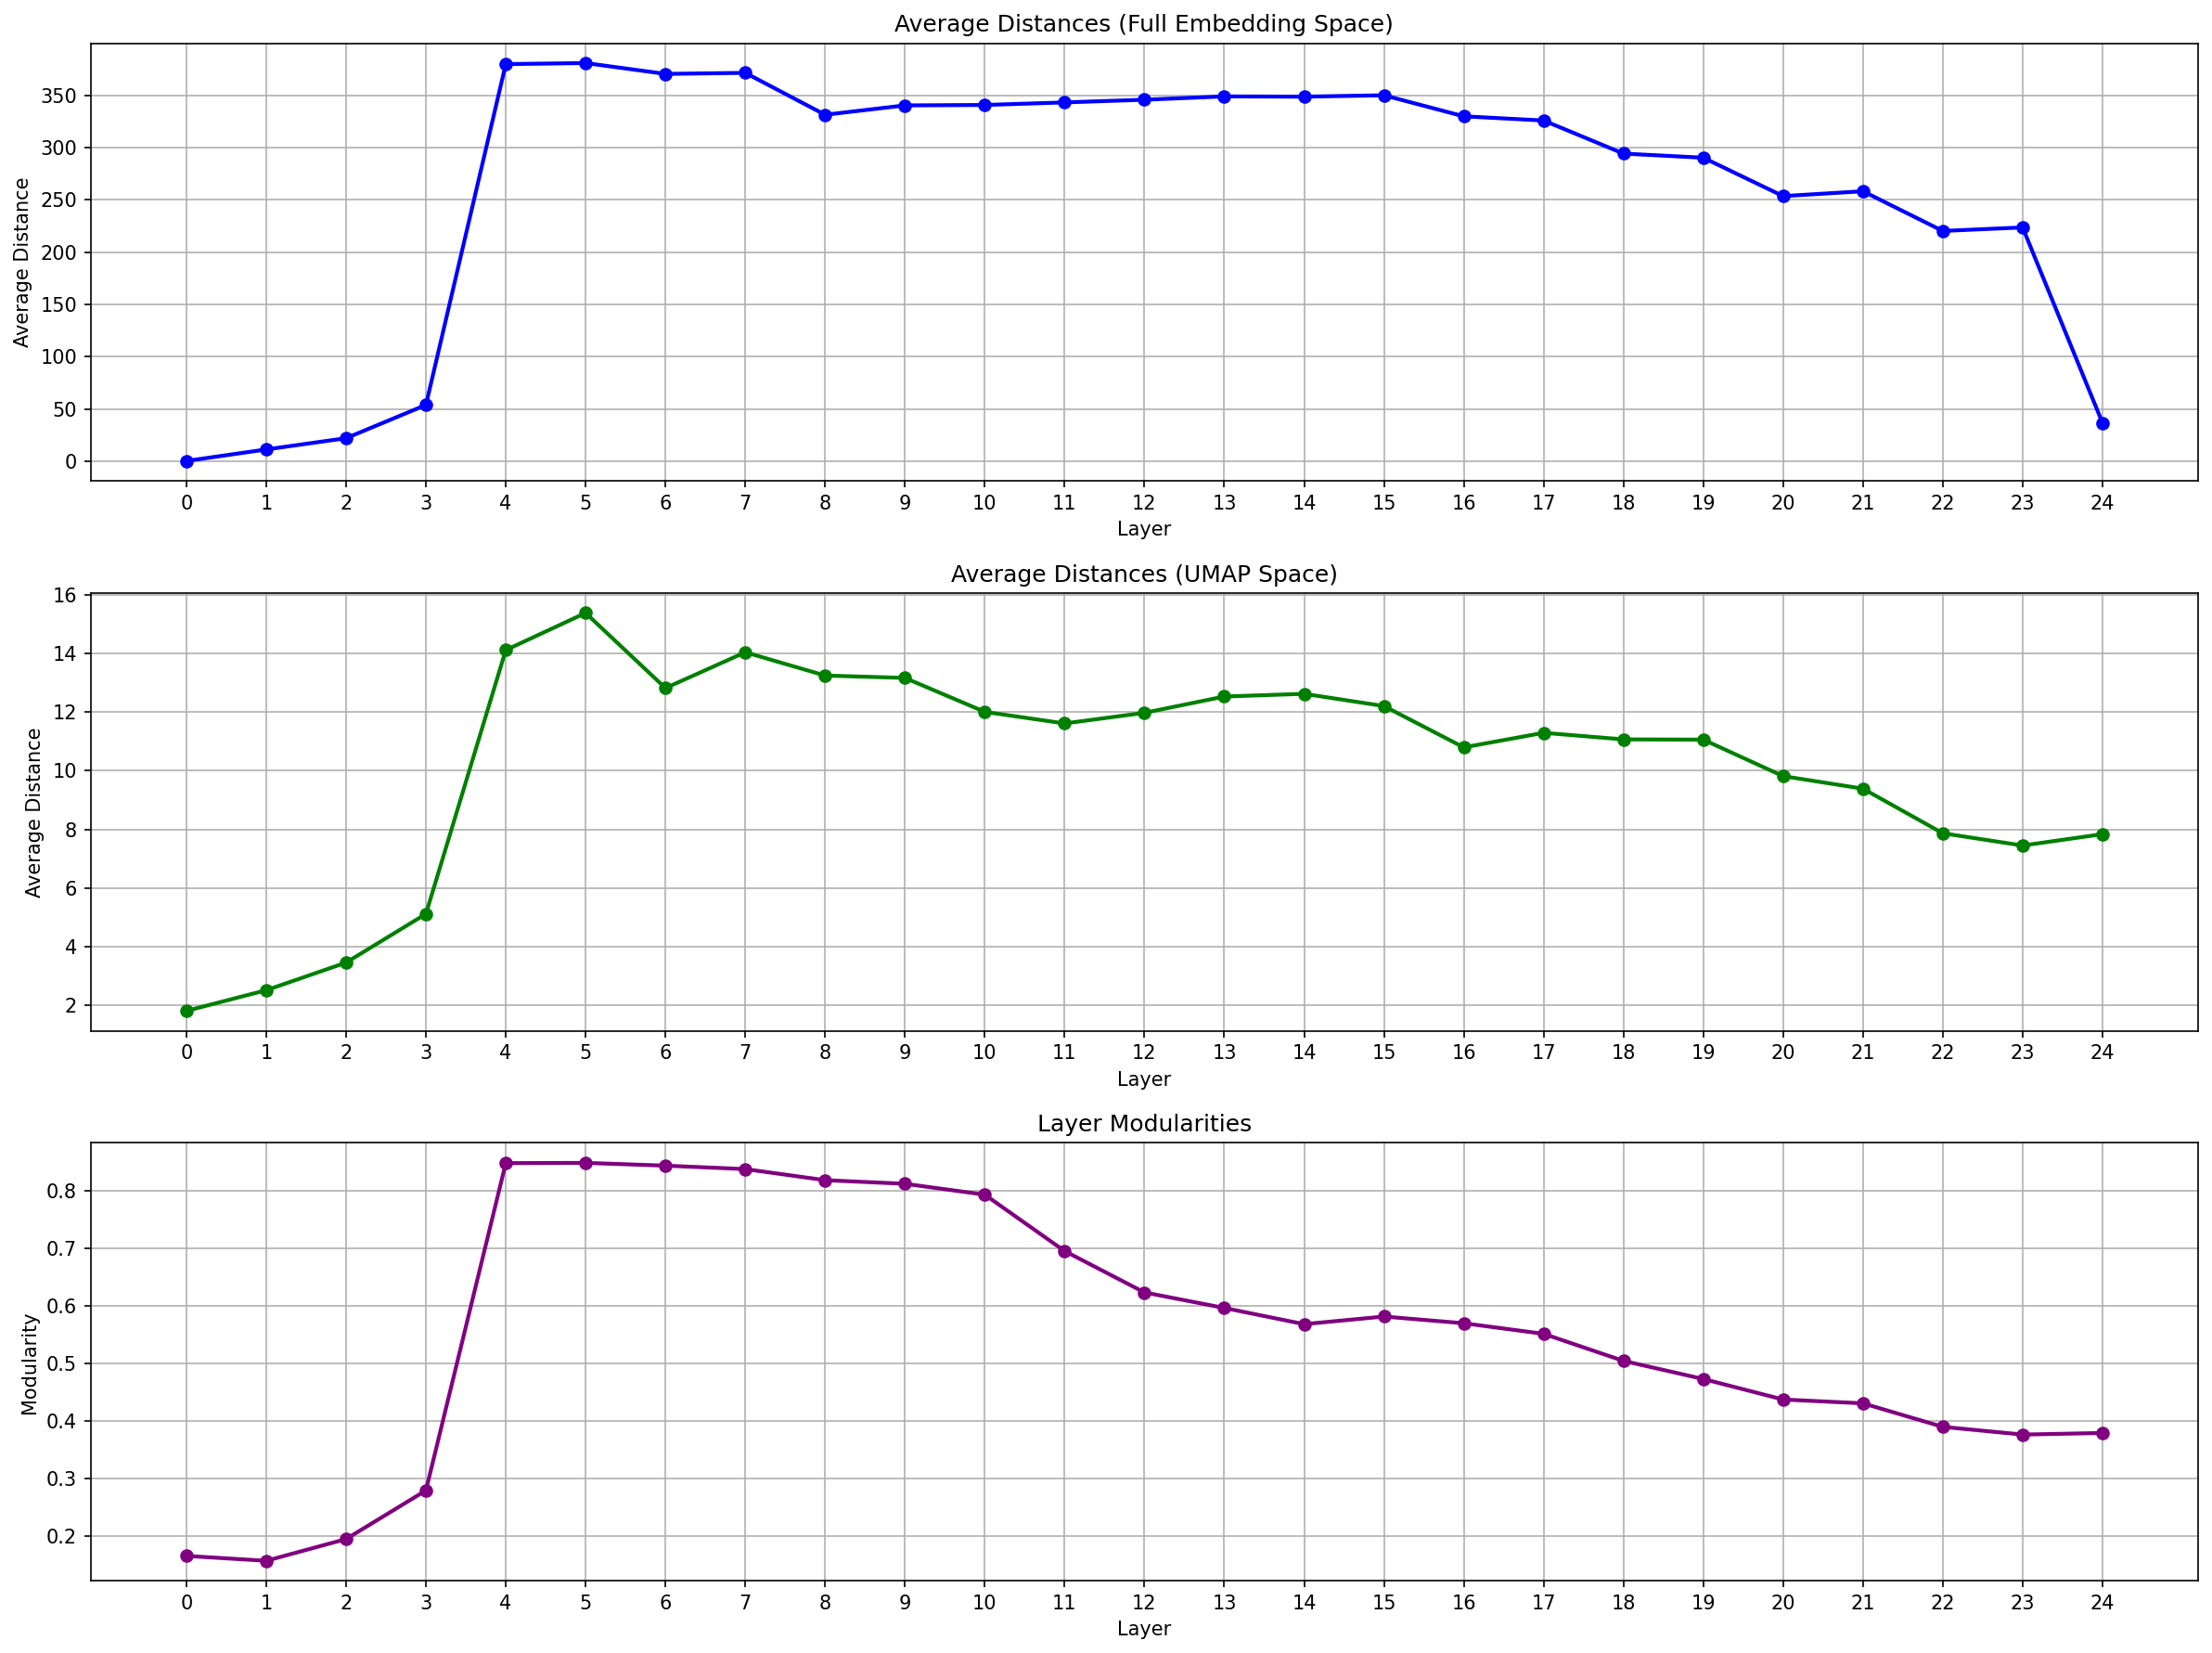 Average Distances (Full Embedding Space)
Average Distance
350
300
250
200
150
100
50
0
0 1 2 3 4 5 6 7 8 9 10 11 12 13 14 15 16 17 18 19 20 21 22 23 24
Layer
Average Distances (UMAP Space)
Average Distance
16
14
12
10
8
6
4
2
0 1 2 3 4 5 6 7 8 9 10 11 12 13 14 15 16 17 18 19 20 21 22 23 24
Layer
Layer Modularities
Modularity
0.8
0.7
0.6
0.5
0.4
0.3
0.2
0 1 2 3 4 5 6 7 8 9 10 11 12 13 14 15 16 17 18 19 20 21 22 23 24
Layer